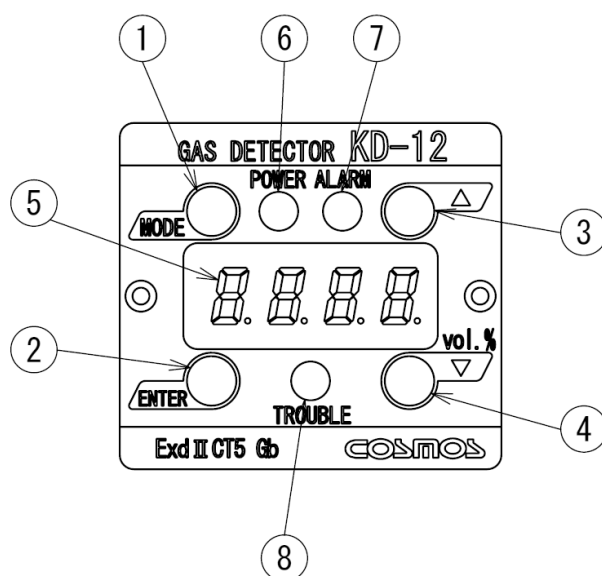 1 6 7
GAS DETECTOR KD-12
POWER ALARM
5
MODE
△
3
8.8.8.8.
2
vol.%
ENTER
▽
TROUBLE
4
Exd II CT5 Gb COSMOS
8